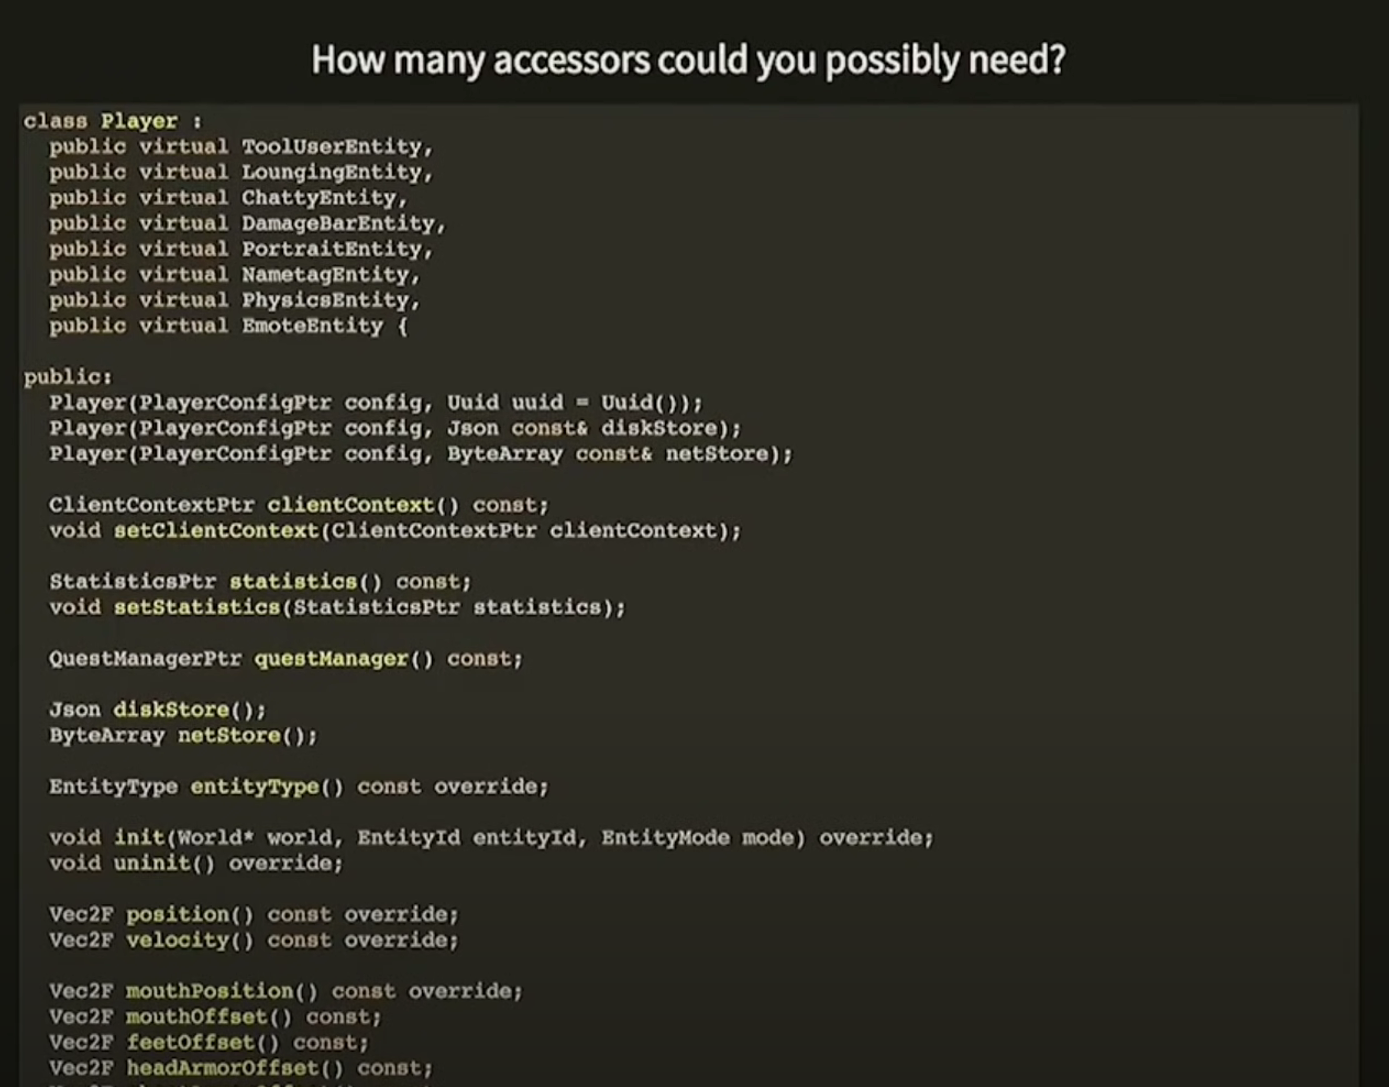 How many accessors could you possibly need?
class Player :
  public virtual ToolUserEntity,
  public virtual LoungingEntity,
  public virtual ChattyEntity,
  public virtual DamageBarEntity,
  public virtual PortraitEntity,
  public virtual NametagEntity,
  public virtual PhysicsEntity,
  public virtual EmoteEntity {
public:
  Player(PlayerConfigPtr config, Uuid uuid = Uuid());
  Player(PlayerConfigPtr config, Json const& diskStore);
  Player(PlayerConfigPtr config, ByteArray const& netStore);
  ClientContextPtr clientContext() const;
  void setClientContext(ClientContextPtr clientContext);
  StatisticsPtr statistics() const;
  void setStatistics(StatisticsPtr statistics);
  QuestManagerPtr questManager() const;
  Json diskStore();
  ByteArray netStore();
  EntityType entityType() const override;
  void init(World* world, EntityId entityId, EntityMode mode) override;
  void uninit() override;
  Vec2F position() const override;
  Vec2F velocity() const override;
  Vec2F mouthPosition() const override;
  Vec2F mouthOffset() const;
  Vec2F feetOffset() const;
  Vec2F headArmorOffset() const;